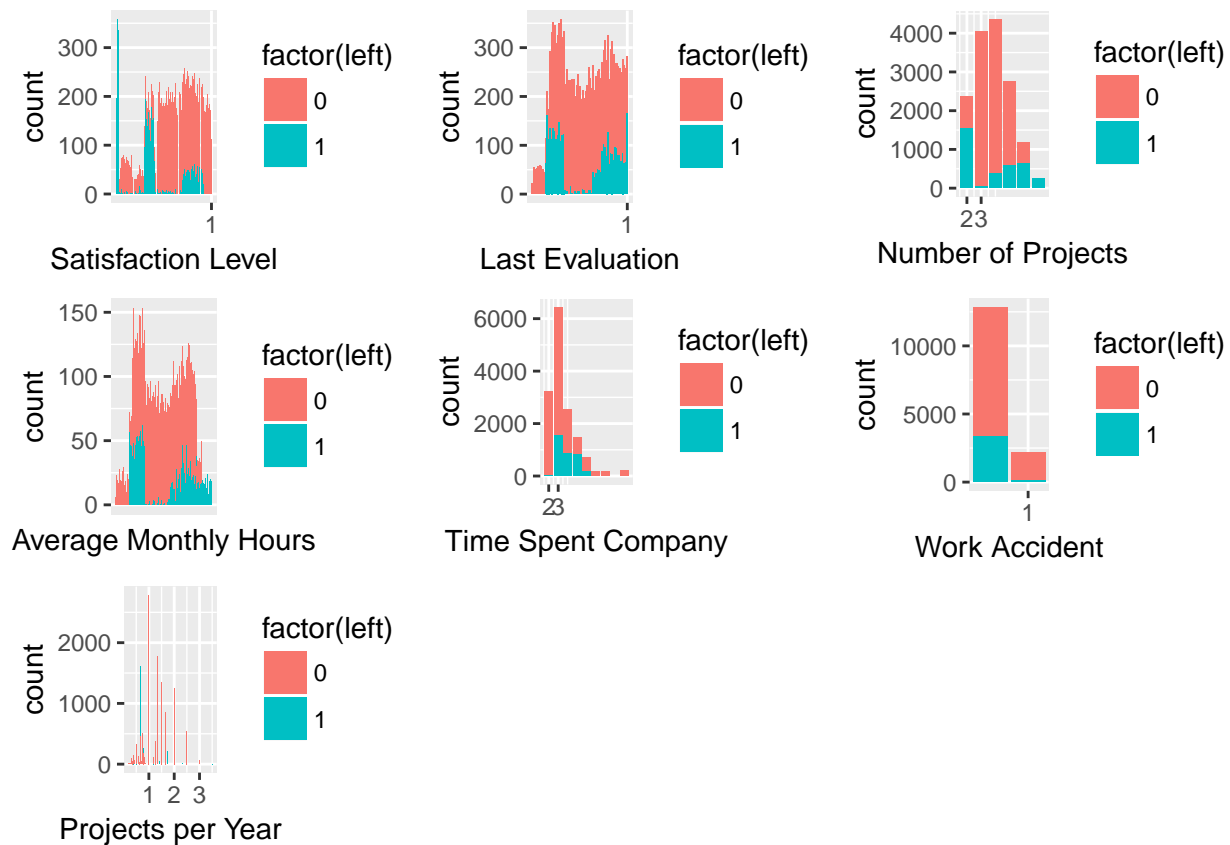 count
300
200
100
0
1
Satisfaction Level
factor(left)
0
1
count
300
200
100
0
1
Last Evaluation
factor(left)
0
1
count
4000
3000
2000
1000
0
23
Number of Projects
factor(left)
0
1
count
150
100
50
0
Average Monthly Hours
factor(left)
0
1
count
6000
4000
2000
0
23
Time Spent Company
factor(left)
0
1
count
10000
5000
0
1
Work Accident
factor(left)
0
1
count
2000
1000
0
1 2 3
Projects per Year
factor(left)
0
1